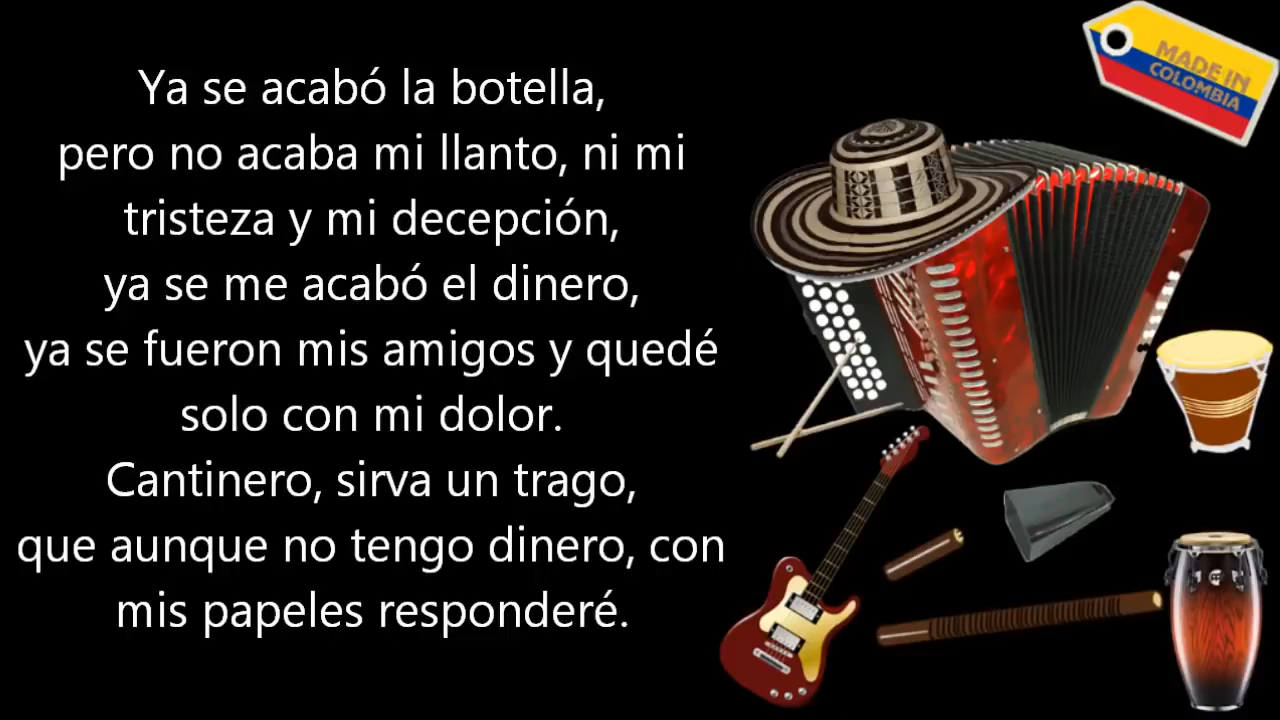 Ya se acabó la botella,
pero no acaba mi llanto, ni mi
tristeza y mi decepción,
ya se me acabó el dinero,
ya se fueron mis amigos y quedé
solo con mi dolor.
Cantinero, sirva un trago,
que aunque no tengo dinero, con
mis papeles responderé.
MADE IN
COLOMBIA